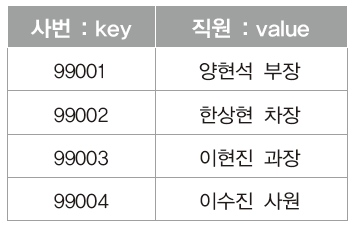 사번 : key 직원 : value
99001 양현석 부장
99002 한상현 차장
99003 이현진 과장
99004 이수진 사원